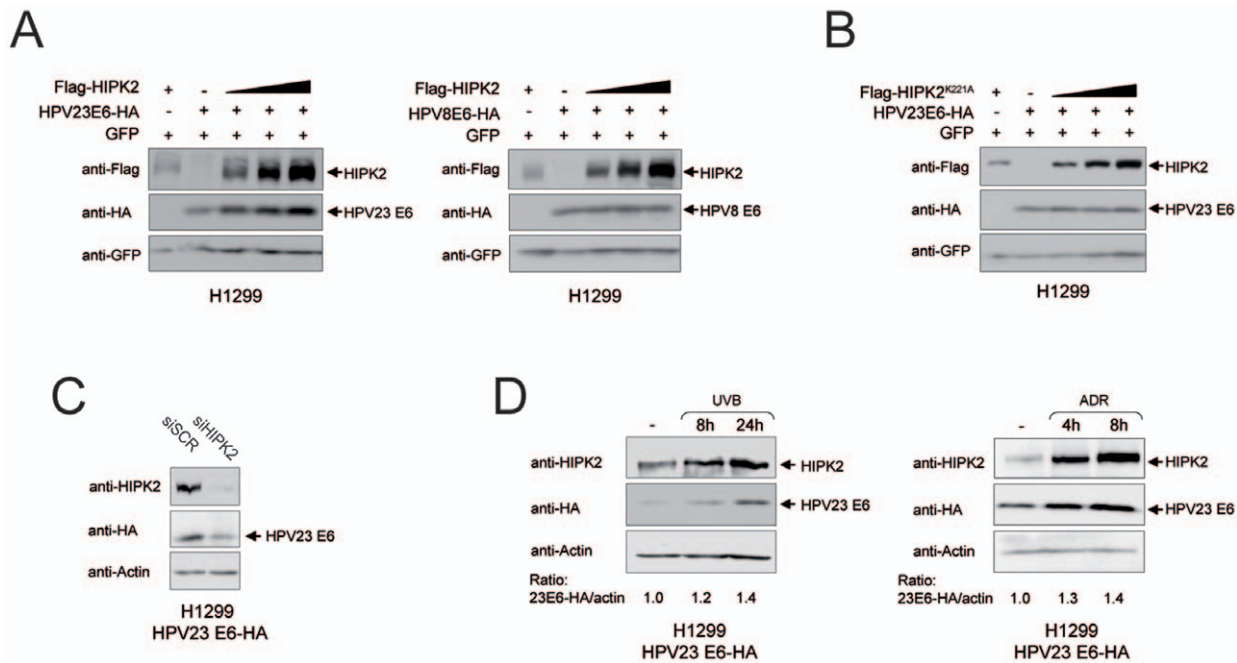 A
Flag-HIPK2 + -
HPV23E6-HA - + + + +
GFP + + + + +
anti-Flag HIPK2
anti-HA HPV23 E6
anti-GFP
H1299
Flag-HIPK2 + -
HPV8E6-HA - + + + +
GFP + + + + +
anti-Flag HIPK2
anti-HA HPV8 E6
anti-GFP
H1299
B
Flag-HIPK2K221A + -
HPV23E6-HA - + + + +
GFP + + + + +
anti-Flag HIPK2
anti-HA HPV23 E6
anti-GFP
H1299
C
siSCR siHIPK2
anti-HIPK2
anti-HA HPV23 E6
anti-Actin
H1299
HPV23 E6-HA
D
UVB
- 8h 24h
anti-HIPK2 HIPK2
anti-HA HPV23 E6
anti-Actin
Ratio:
23E6-HA/actin 1.0 1.2 1.4
H1299
HPV23 E6-HA
ADR
- 4h 8h
anti-HIPK2 HIPK2
anti-HA HPV23 E6
anti-Actin
Ratio:
23E6-HA/actin 1.0 1.3 1.4
H1299
HPV23 E6-HA